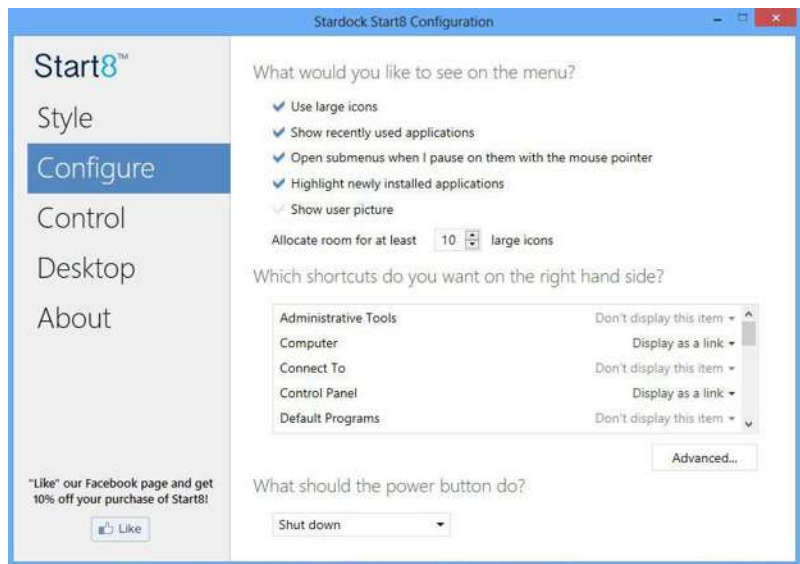 Stardock Start8 Configuration
Start8™
Style
Configure
Control
Desktop
About
"Like" our Facebook page and get
10% off your purchase of Start8!
Like
What would you like to see on the menu?
Use large icons
Show recently used applications
Open submenus when I pause on them with the mouse pointer
Highlight newly installed applications
Show user picture
Allocate room for at least 10 large icons
Which shortcuts do you want on the right hand side?
Administrative Tools Don't display this item
Computer Display as a link
Connect To Don't display this item
Control Panel Display as a link
Default Programs Don't display this item
Advanced...
What should the power button do?
Shut down